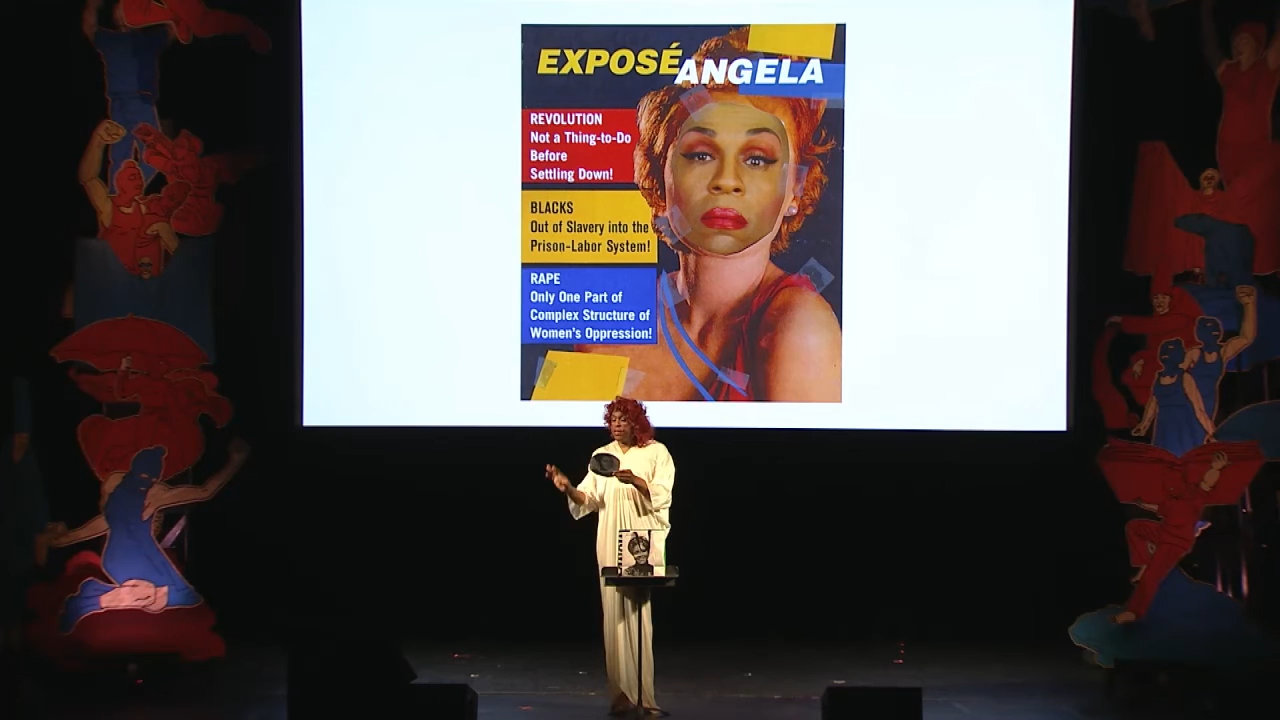 EXPOSÉ
ANGELA
REVOLUTION
Not a Thing-to-Do
Before
Settling Down!
BLACKS
Out of Slavery into the
Prison-Labor System!
RAPE
Only One Part of
Complex Structure of
Women's Oppression!